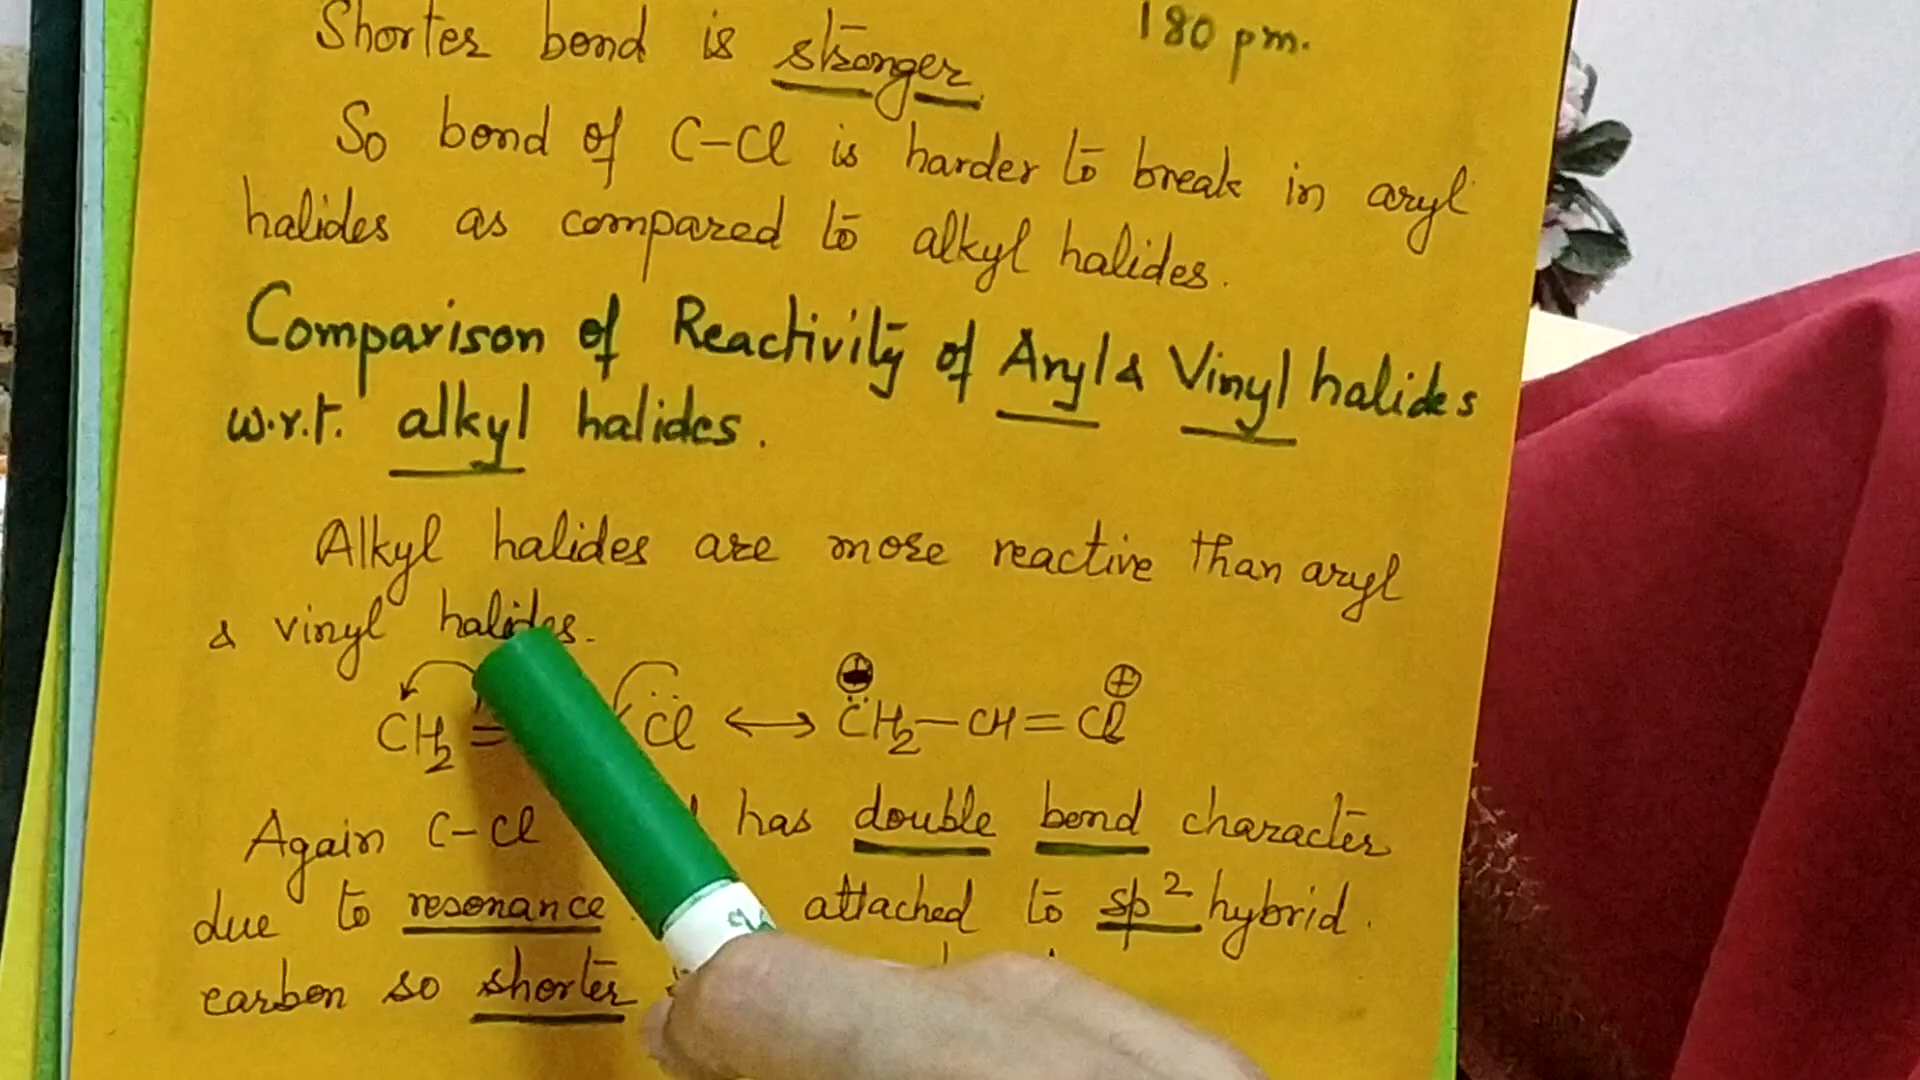 Shorter bond is stronger.
180 pm.
So bond of C-Cl is harder to break in aryl
halides as compared to alkyl halides.
Comparison of Reactivity of Aryl & Vinyl halides
w.r.t. alkyl halides.
Alkyl halides are more reactive than aryl
& vinyl halides.
CH₂= C̈l ⟷ ⊖ C̈H₂-CH=Cl ⊕
Again C-Cl has double bond character
due to resonance. attached to sp² hybrid.
carbon so shorter